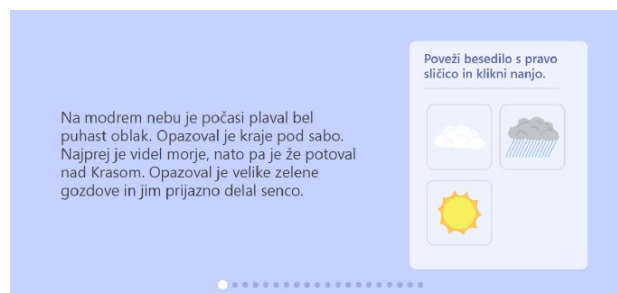 Na modrem nebu je počasi plaval bel
puhast oblak. Opazoval je kraje pod sabo.
Najprej je videl morje, nato pa je že potoval
nad Krasom. Opazoval je velike zelene
gozdove in jim prijazno delal senco.
Poveži besedilo s pravo
sličico in klikni nanjo.